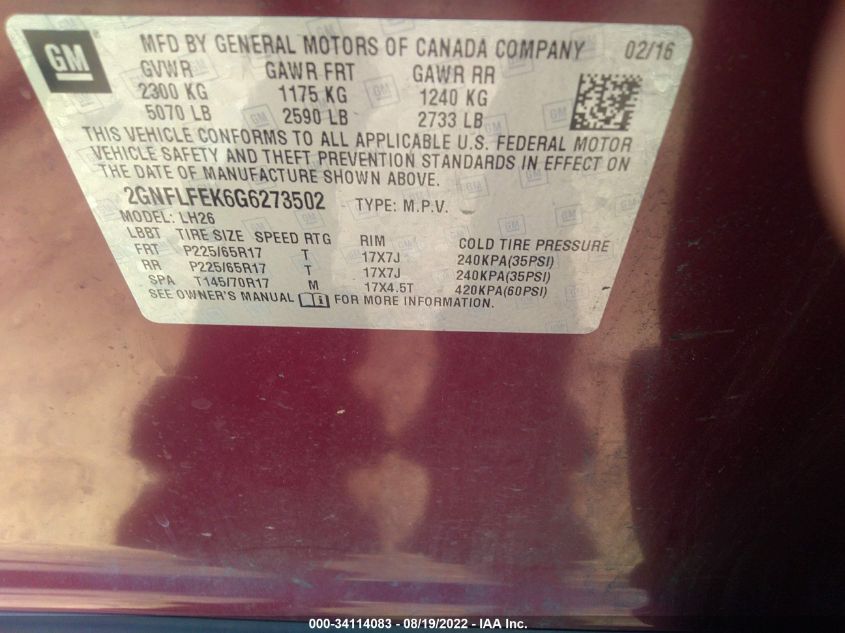 GM
MFD BY GENERAL MOTORS OF CANADA COMPANY 02/16
GVWR GAWR FRT GAWR RR
2300 KG 1175 KG 1240 KG
5070 LB 2590 LB 2733 LB
THIS VEHICLE CONFORMS TO ALL APPLICABLE U.S. FEDERAL MOTOR
VEHICLE SAFETY AND THEFT PREVENTION STANDARDS IN EFFECT ON
THE DATE OF MANUFACTURE SHOWN ABOVE.
2GNFLFEK6G6273502 TYPE: M.P.V.
MODEL: LH26
LBBT TIRE SIZE SPEED RTG RIM COLD TIRE PRESSURE
FRT P225/65R17 T 17X7J 240KPA(35PSI)
RR P225/65R17 T 17X7J 240KPA(35PSI)
SPA T145/70R17 M 17X4.5T 420KPA(60PSI)
SEE OWNER'S MANUAL FOR MORE INFORMATION.
000-34114083 - 08/19/2022 - IAA Inc.